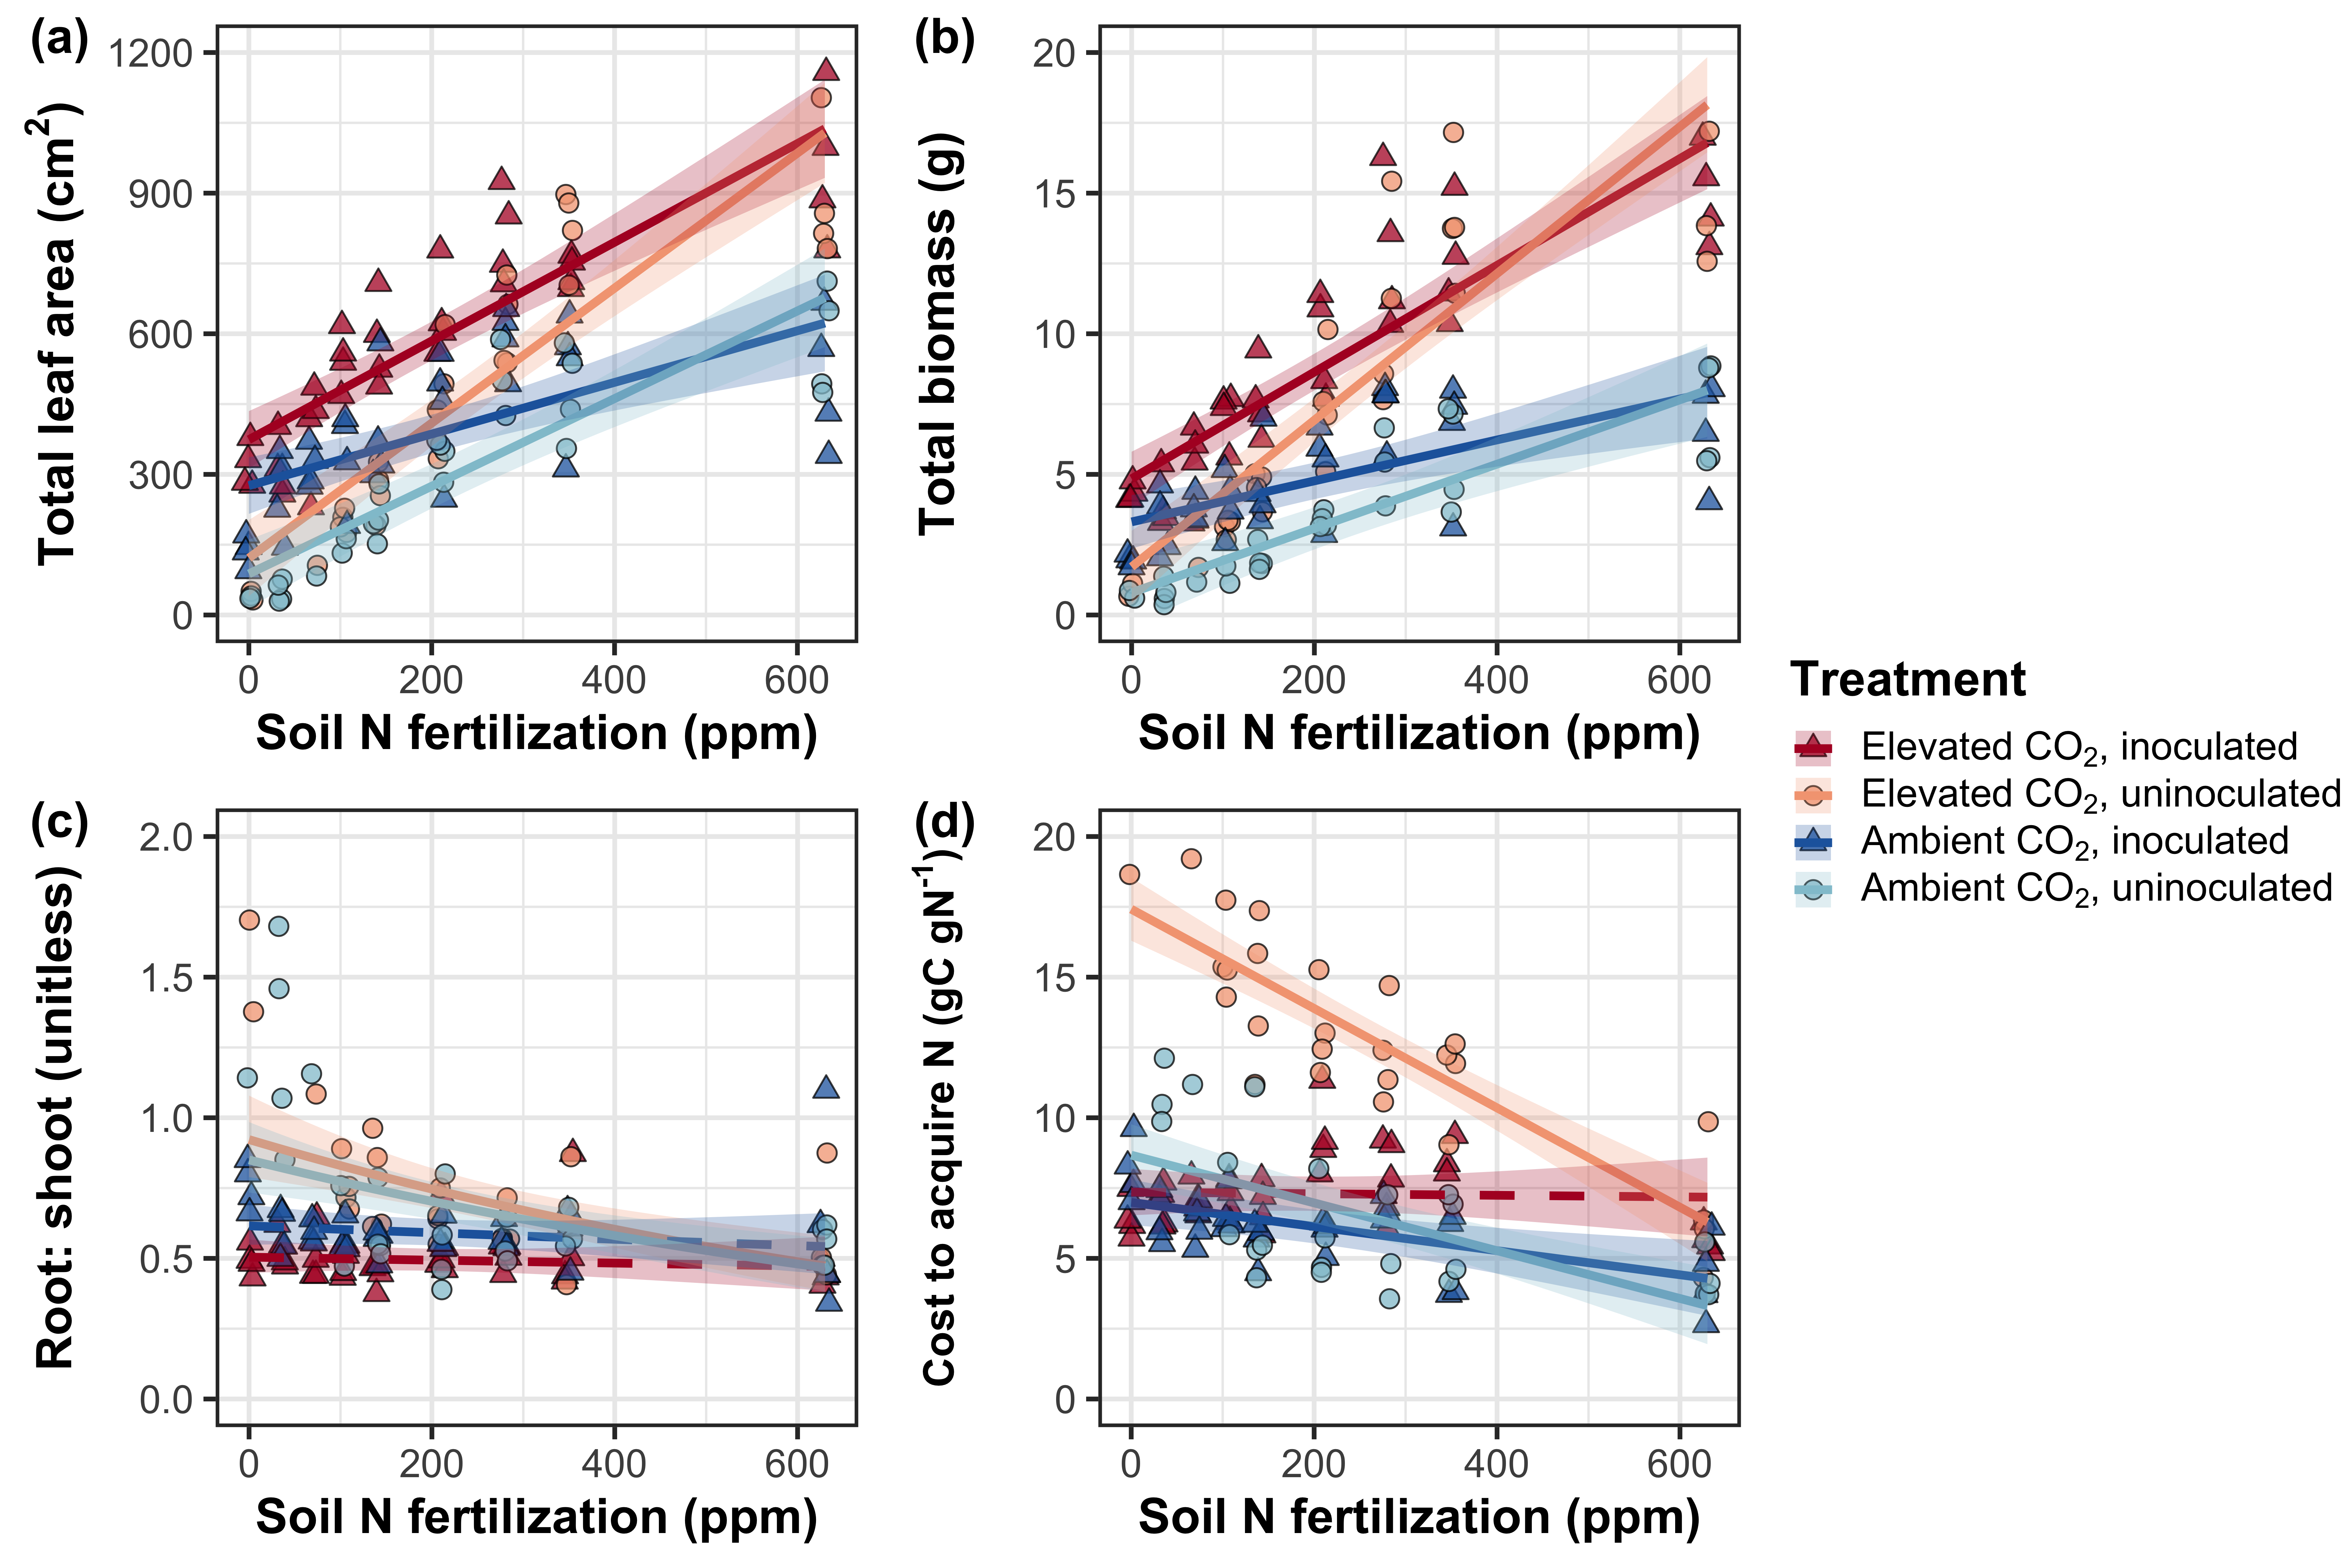 (a)
1200
900
600
300
0
Total leaf area (cm²)
0 200 400 600
Soil N fertilization (ppm)
(b)
20
15
10
5
0
Total biomass (g)
0 200 400 600
Soil N fertilization (ppm)
Treatment
Elevated CO₂, inoculated
Elevated CO₂, uninoculated
Ambient CO₂, inoculated
Ambient CO₂, uninoculated
(c)
2.0
1.5
1.0
0.5
0.0
Root: shoot (unitless)
0 200 400 600
Soil N fertilization (ppm)
(d)
20
15
10
5
0
Cost to acquire N (gC gN⁻¹)
0 200 400 600
Soil N fertilization (ppm)